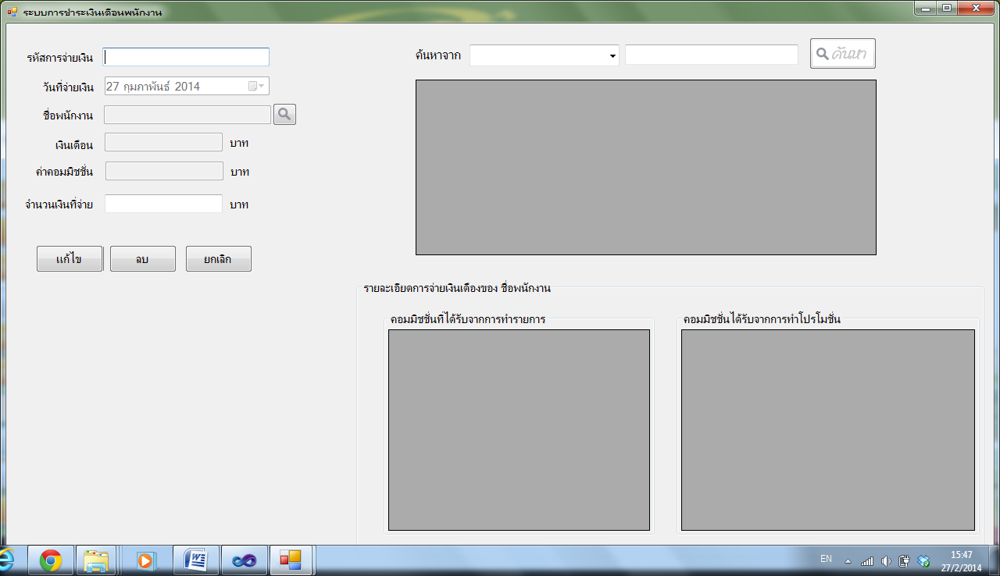 ระบบการชำระเงินเดือนพนักงาน
รหัสการจ่ายเงิน
วันที่จ่ายเงิน 27 กุมภาพันธ์ 2014
ชื่อพนักงาน
เงินเดือน บาท
ค่าคอมมิชชั่น บาท
จำนวนเงินที่จ่าย บาท
แก้ไข ลบ ยกเลิก
ค้นหาจาก ค้นหา
รายละเอียดการจ่ายเงินเดืองของ ชื่อพนักงาน
คอมมิชชั่นที่ได้รับจากการทำรายการ
คอมมิชชั่นได้รับจากการทำโปรโมชั่น
EN 15:47
27/2/2014